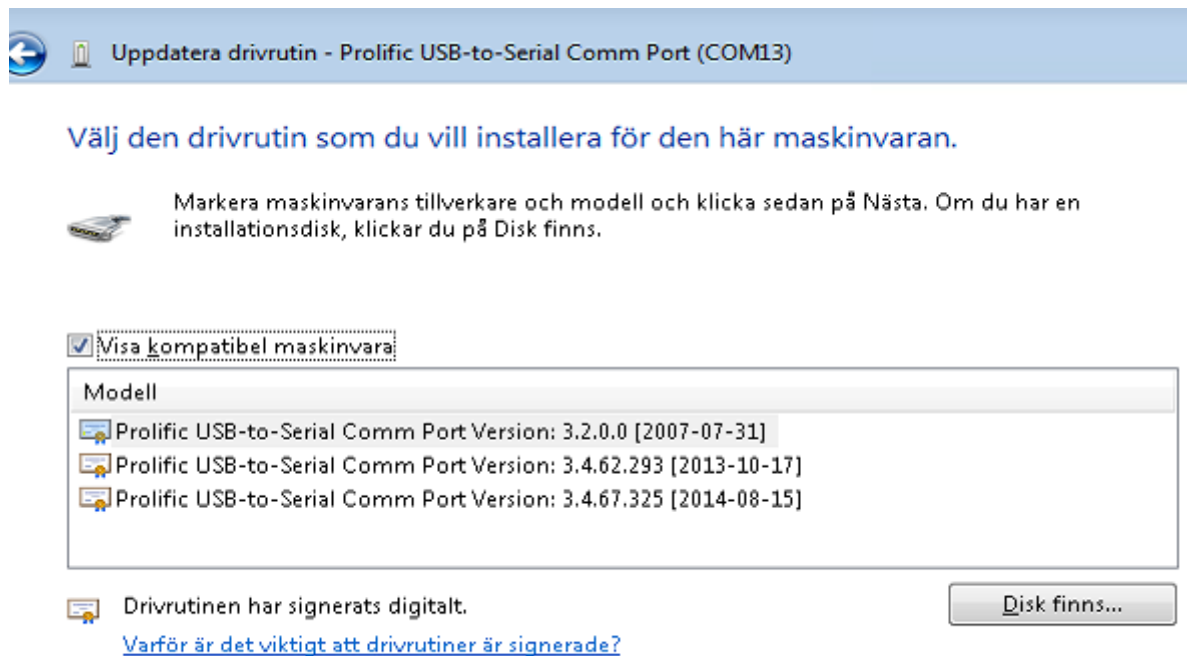 Uppdatera drivrutin - Prolific USB-to-Serial Comm Port (COM13)
Välj den drivrutin som du vill installera för den här maskinvaran.
Markera maskinvarans tillverkare och modell och klicka sedan på Nästa. Om du har en
installationsdisk, klickar du på Disk finns.
Visa kompatibel maskinvara
Modell
Prolific USB-to-Serial Comm Port Version: 3.2.0.0 [2007-07-31]
Prolific USB-to-Serial Comm Port Version: 3.4.62.293 [2013-10-17]
Prolific USB-to-Serial Comm Port Version: 3.4.67.325 [2014-08-15]
Drivrutinen har signerats digitalt.
Disk finns...
Varför är det viktigt att drivrutiner är signerade?